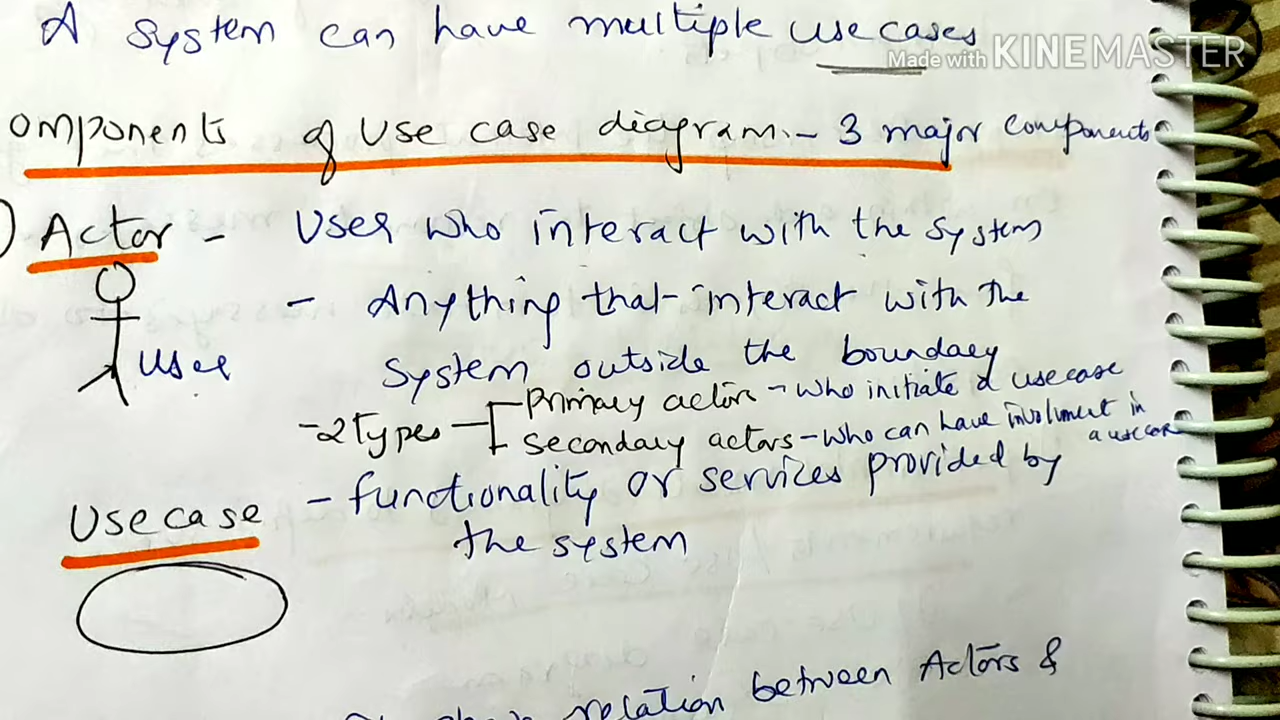 A system can have multiple use cases
Made with KINEMASTER
omponents of use case diagram:- 3 major components
) Actor - Users who interact with the system
- Anything that interact with the
User
system outside the boundary
- 2 Types - Primary actors - who initiate a usecase
Secondary actors - who can have involment in
a usecase
Usecase - functionality or services provided by
the system
relation between Actors &